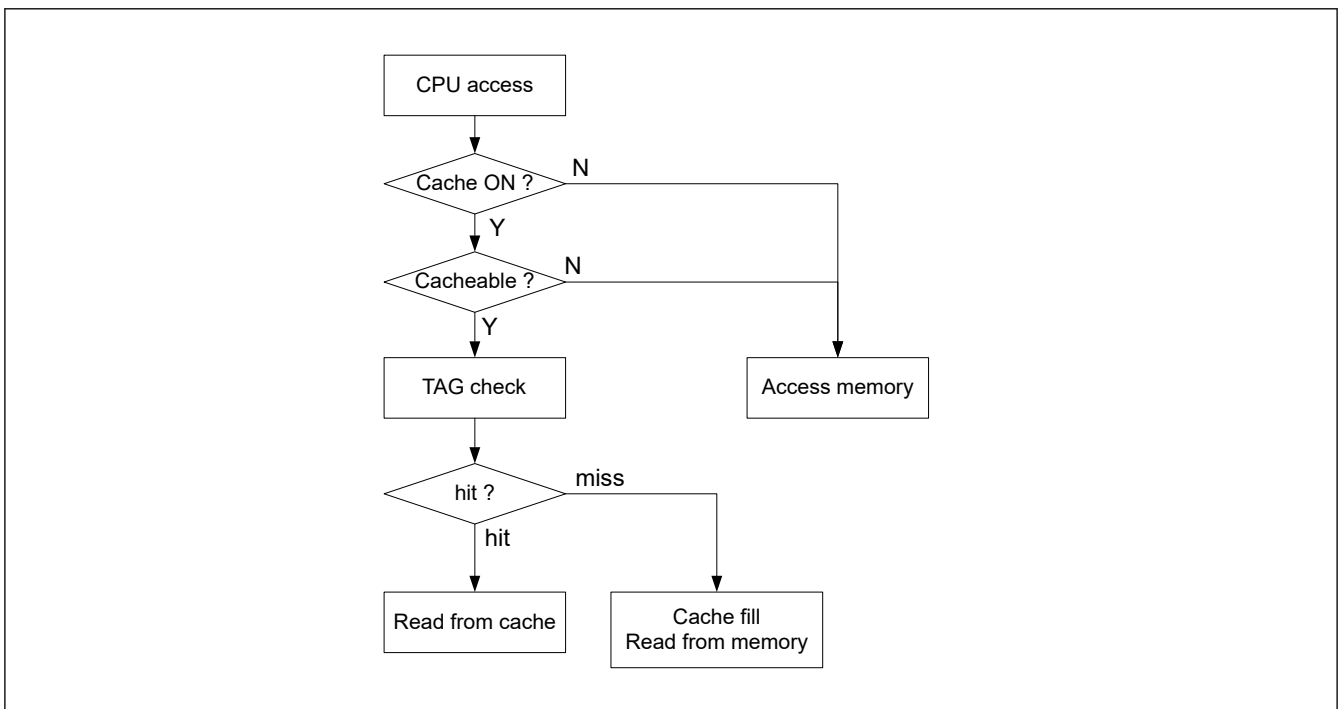 CPU access
Cache ON ?
N
Y
Cacheable ?
N
Y
TAG check
Access memory
hit ?
miss
hit
Read from cache
Cache fill
Read from memory